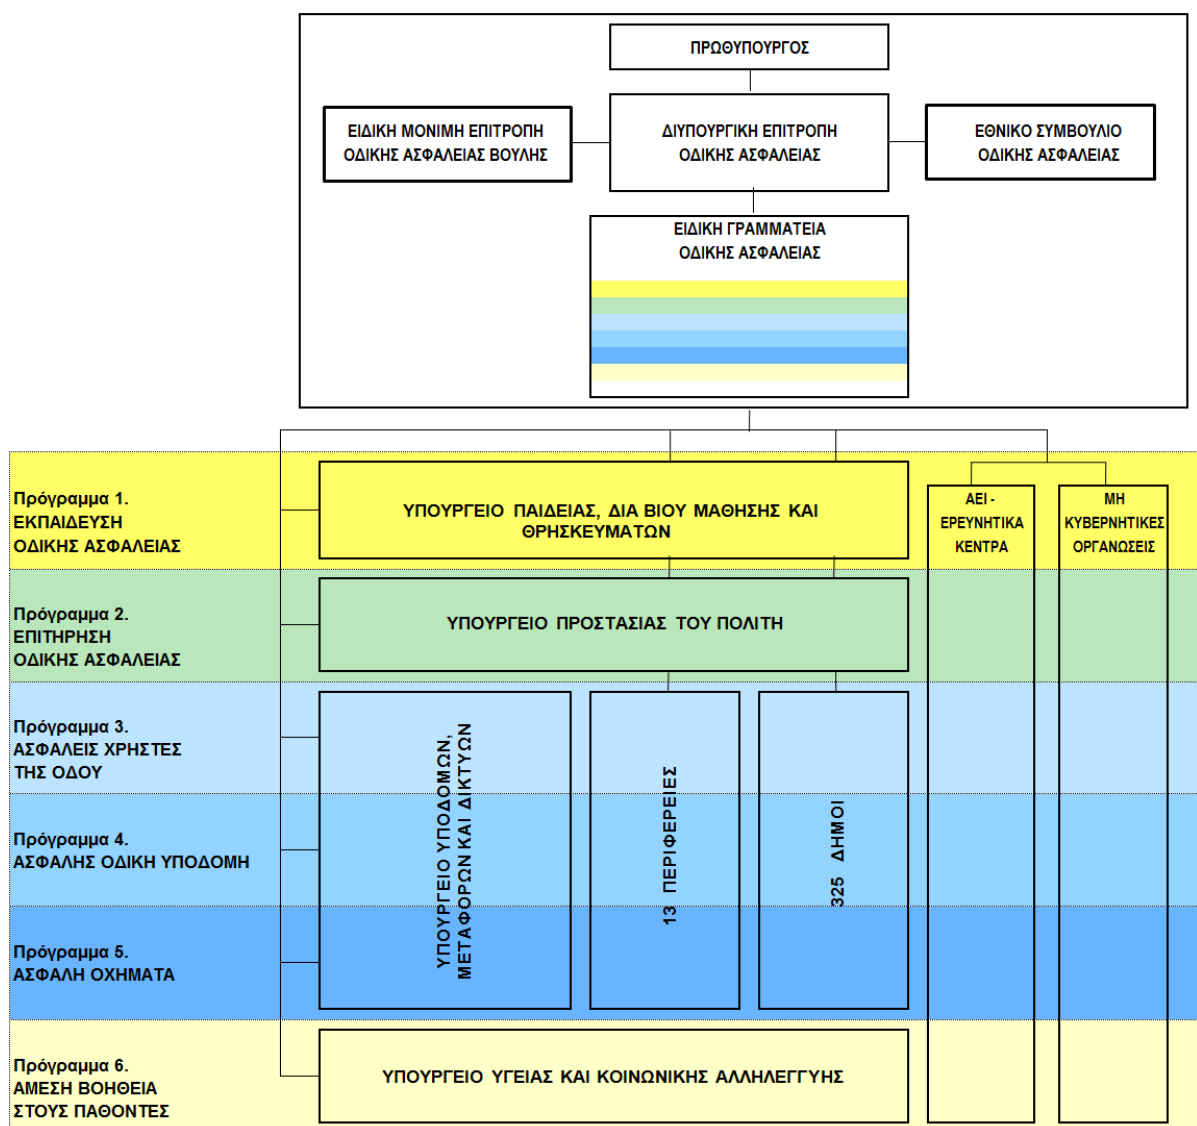 ΠΡΩΘΥΠΟΥΡΓΟΣ
ΕΙΔΙΚΗ ΜΟΝΙΜΗ ΕΠΙΤΡΟΠΗ
ΟΔΙΚΗΣ ΑΣΦΑΛΕΙΑΣ ΒΟΥΛΗΣ
ΔΙΥΠΟΥΡΓΙΚΗ ΕΠΙΤΡΟΠΗ
ΟΔΙΚΗΣ ΑΣΦΑΛΕΙΑΣ
ΕΘΝΙΚΟ ΣΥΜΒΟΥΛΙΟ
ΟΔΙΚΗΣ ΑΣΦΑΛΕΙΑΣ
ΕΙΔΙΚΗ ΓΡΑΜΜΑΤΕΙΑ
ΟΔΙΚΗΣ ΑΣΦΑΛΕΙΑΣ
Πρόγραμμα 1.
ΕΚΠΑΙΔΕΥΣΗ
ΟΔΙΚΗΣ ΑΣΦΑΛΕΙΑΣ
ΥΠΟΥΡΓΕΙΟ ΠΑΙΔΕΙΑΣ, ΔΙΑ ΒΙΟΥ ΜΑΘΗΣΗΣ ΚΑΙ
ΘΡΗΣΚΕΥΜΑΤΩΝ
ΑΕΙ -
ΕΡΕΥΝΗΤΙΚΑ
ΚΕΝΤΡΑ
ΜΗ
ΚΥΒΕΡΝΗΤΙΚΕΣ
ΟΡΓΑΝΩΣΕΙΣ
Πρόγραμμα 2.
ΕΠΙΤΗΡΗΣΗ
ΟΔΙΚΗΣ ΑΣΦΑΛΕΙΑΣ
ΥΠΟΥΡΓΕΙΟ ΠΡΟΣΤΑΣΙΑΣ ΤΟΥ ΠΟΛΙΤΗ
Πρόγραμμα 3.
ΑΣΦΑΛΕΙΣ ΧΡΗΣΤΕΣ
ΤΗΣ ΟΔΟΥ
ΥΠΟΥΡΓΕΙΟ ΥΠΟΔΟΜΩΝ,
ΜΕΤΑΦΟΡΩΝ ΚΑΙ ΔΙΚΤΥΩΝ
13 ΠΕΡΙΦΕΡΕΙΕΣ
325 ΔΗΜΟΙ
Πρόγραμμα 4.
ΑΣΦΑΛΗΣ ΟΔΙΚΗ ΥΠΟΔΟΜΗ
Πρόγραμμα 5.
ΑΣΦΑΛΗ ΟΧΗΜΑΤΑ
Πρόγραμμα 6.
ΑΜΕΣΗ ΒΟΗΘΕΙΑ
ΣΤΟΥΣ ΠΑΘΟΝΤΕΣ
ΥΠΟΥΡΓΕΙΟ ΥΓΕΙΑΣ ΚΑΙ ΚΟΙΝΩΝΙΚΗΣ ΑΛΛΗΛΕΓΓΥΗΣ